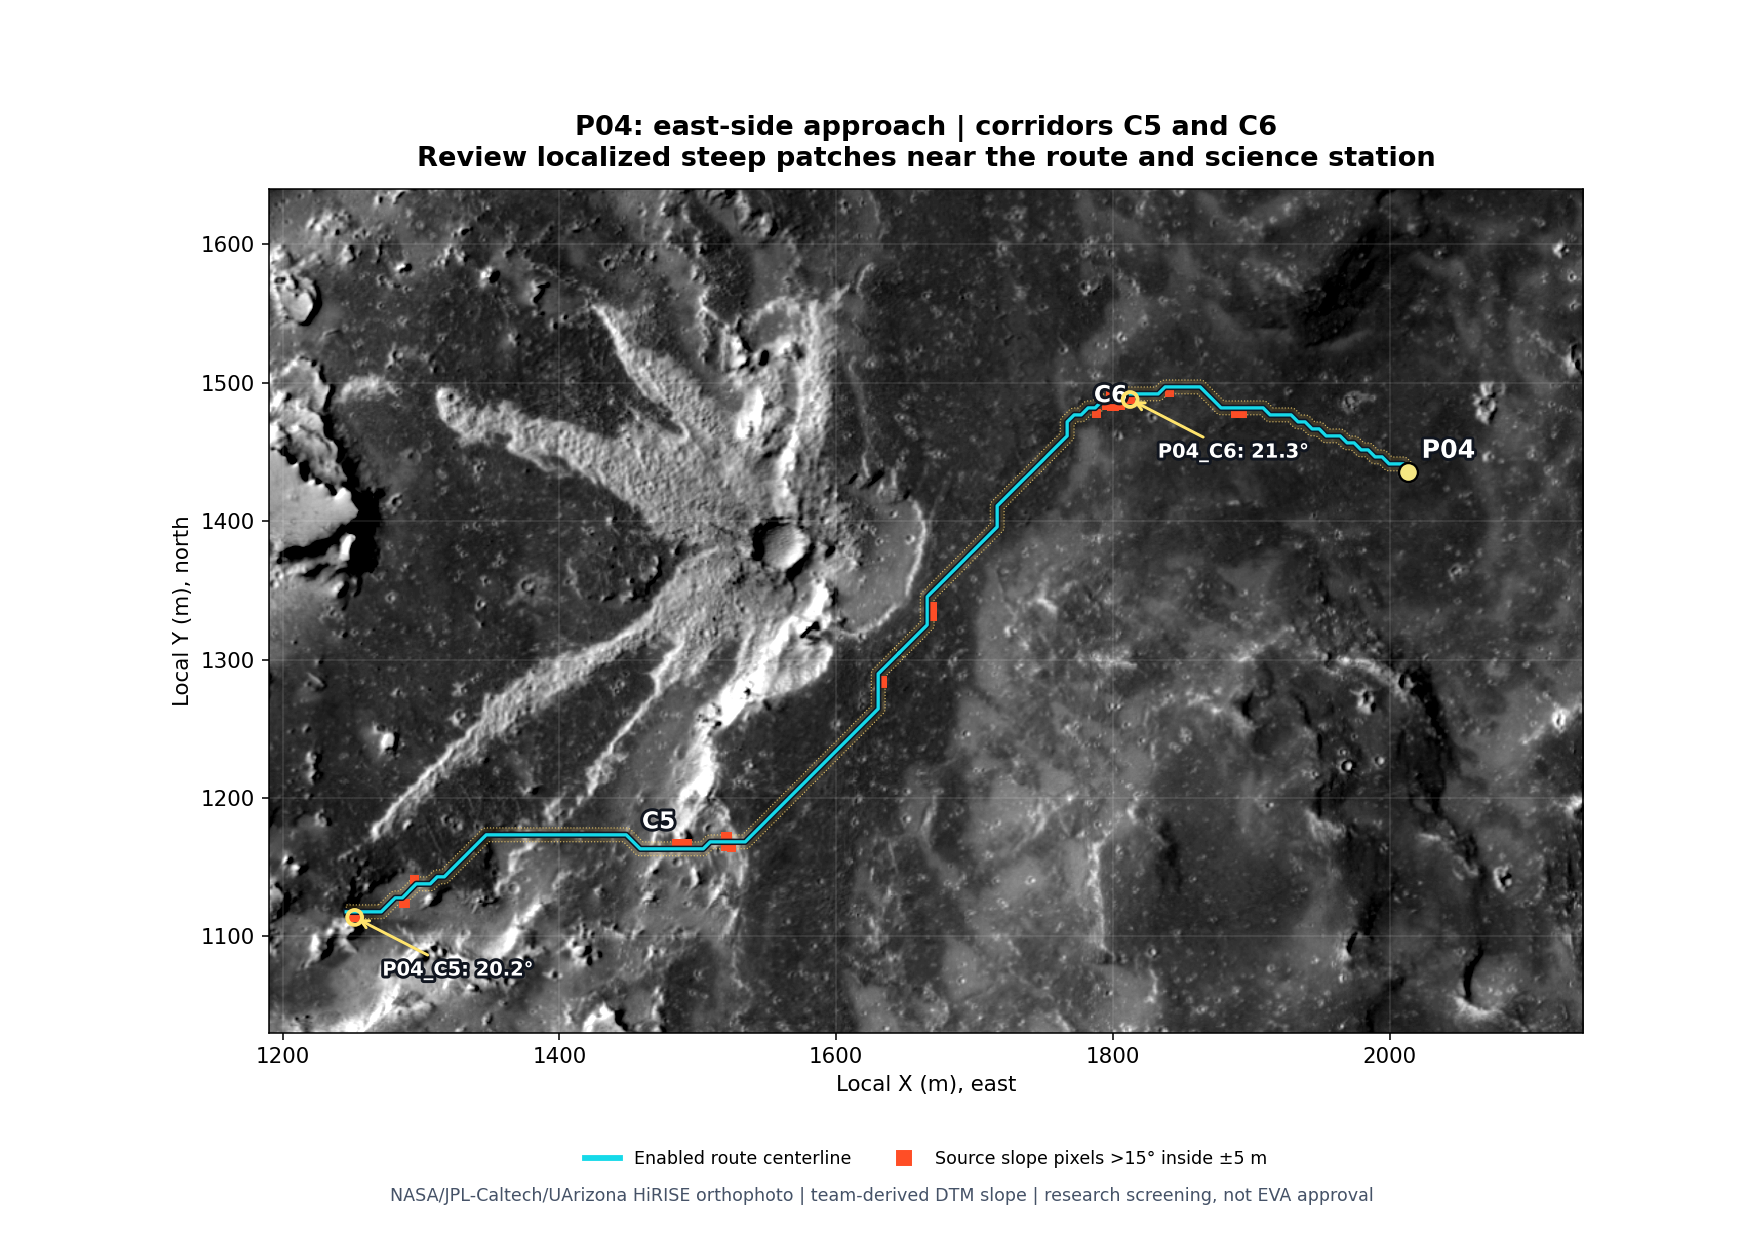 P04: east-side approach | corridors C5 and C6
Review localized steep patches near the route and science station
1600
1500
1400
1300
1200
1100
Local Y (m), north
C6
P04_C6: 21.3°
P04
C5
P04_C5: 20.2°
1200
1400
1600
1800
2000
Local X (m), east
Enabled route centerline
Source slope pixels >15° inside ±5 m
NASA/JPL-Caltech/UArizona HiRISE orthophoto | team-derived DTM slope | research screening, not EVA approval